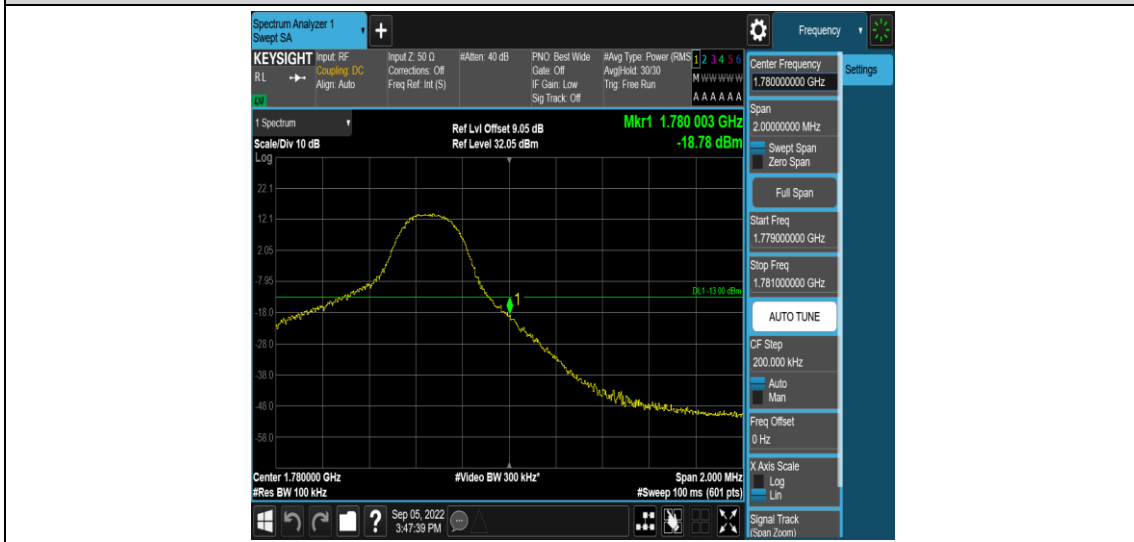 Spectrum Analyzer 1
Swept SA
+
Frequency
KEYSIGHT
RL
LXI
Input: RF
Coupling: DC
Align: Auto
Input Z: 50 Ω
Corrections: Off
Freq Ref: Int (S)
#Atten: 40 dB
PNO: Best Wide
Gate: Off
IF Gain: Low
Sig Track: Off
#Avg Type: Power (RMS
Avg|Hold: 30/30
Trig: Free Run
1 2 3 4 5 6
M W W W W W
A A A A A A
1 Spectrum
Scale/Div 10 dB
Log
Ref Lvl Offset 9.05 dB
Ref Level 32.05 dBm
Mkr1 1.780 003 GHz
-18.78 dBm
22.1
12.1
2.05
-7.95
-18.0
-28.0
-38.0
-48.0
-58.0
DL1 -13.00 dBm
1
Center 1.780000 GHz
#Res BW 100 kHz
#Video BW 300 kHz*
Span 2.000 MHz
#Sweep 100 ms (601 pts)
Center Frequency
1.78000000 GHz
Settings
Span
2.00000000 MHz
Swept Span
Zero Span
Full Span
Start Freq
1.779000000 GHz
Stop Freq
1.781000000 GHz
AUTO TUNE
CF Step
200.000 kHz
Auto
Man
Freq Offset
0 Hz
X Axis Scale
Log
Lin
Signal Track
(Span Zoom)
?
Sep 05, 2022
3:47:39 PM